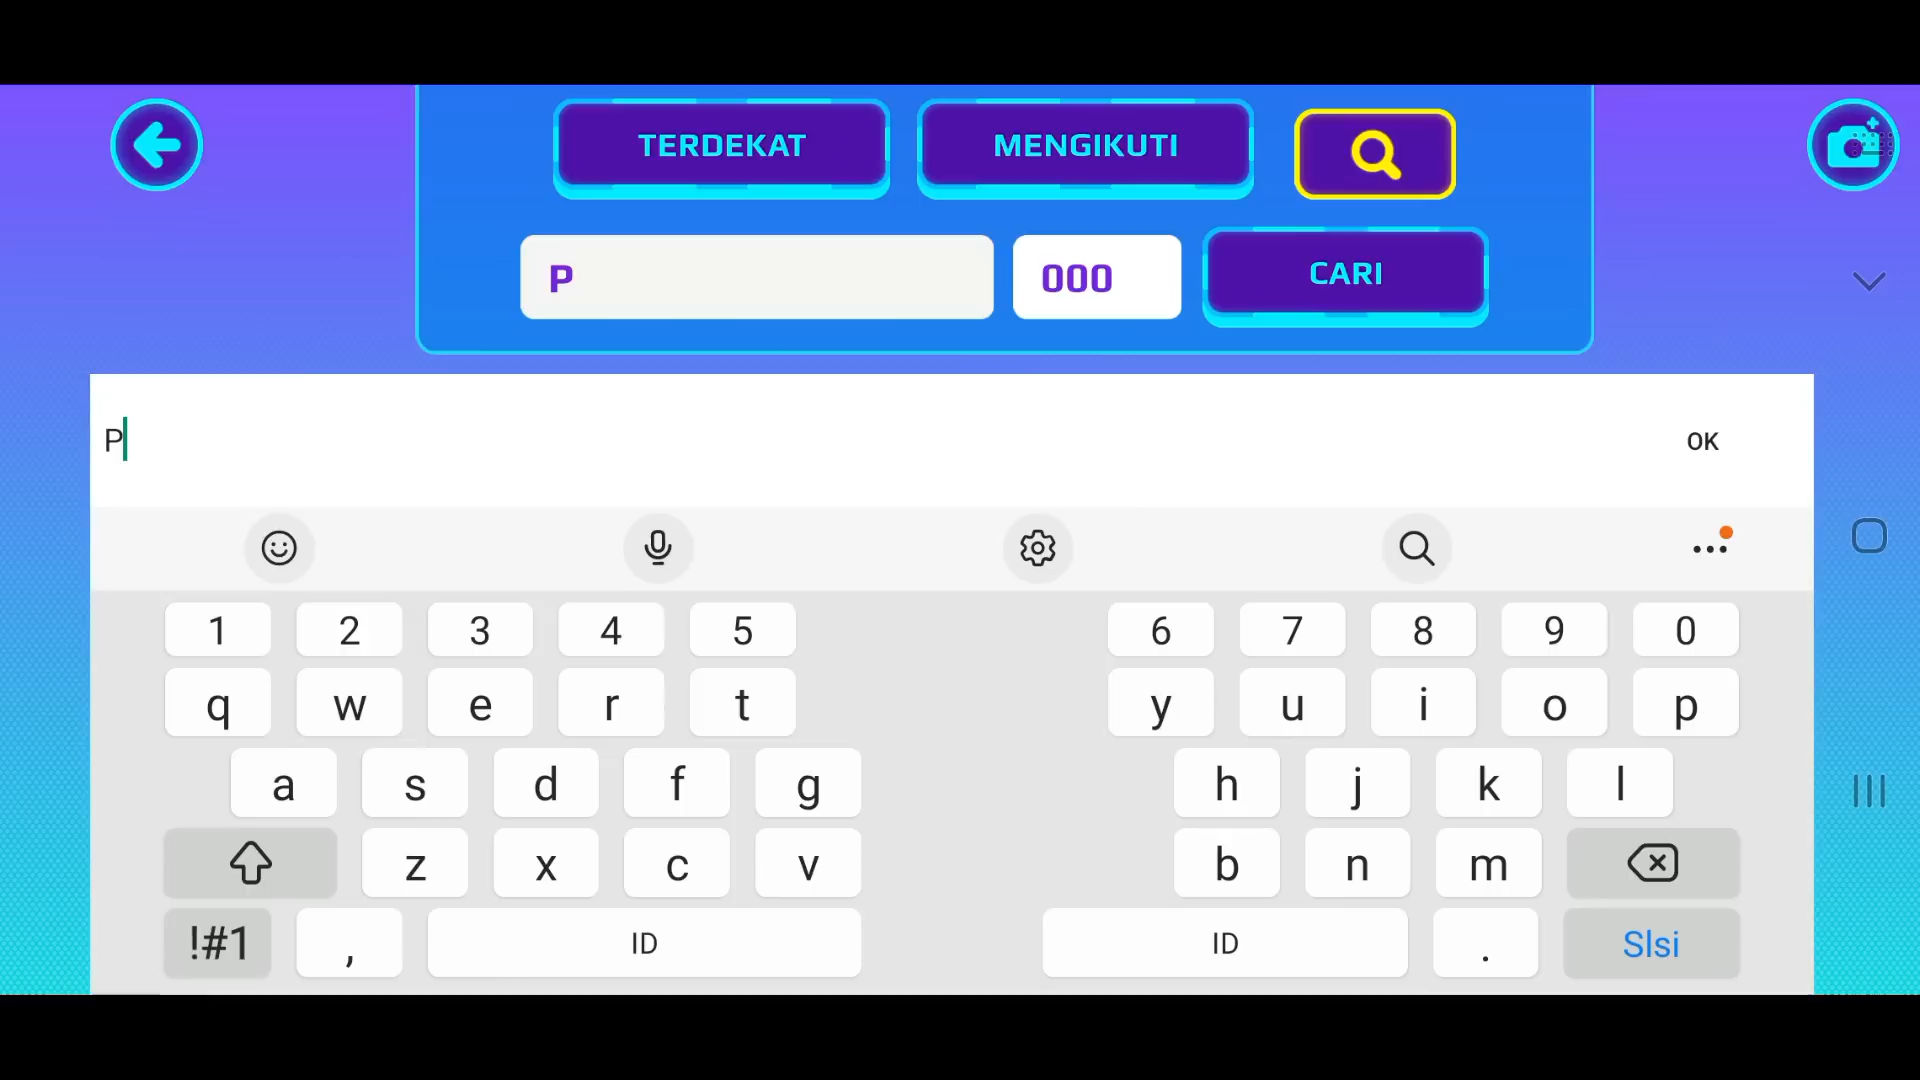 TERDEKAT MENGIKUTI
P 000 CARI
P OK
1 2 3 4 5 6 7 8 9 0
q w e r t y u i o p
a s d f g h j k l
z x c v b n m
!#1 , ID ID . Slsi